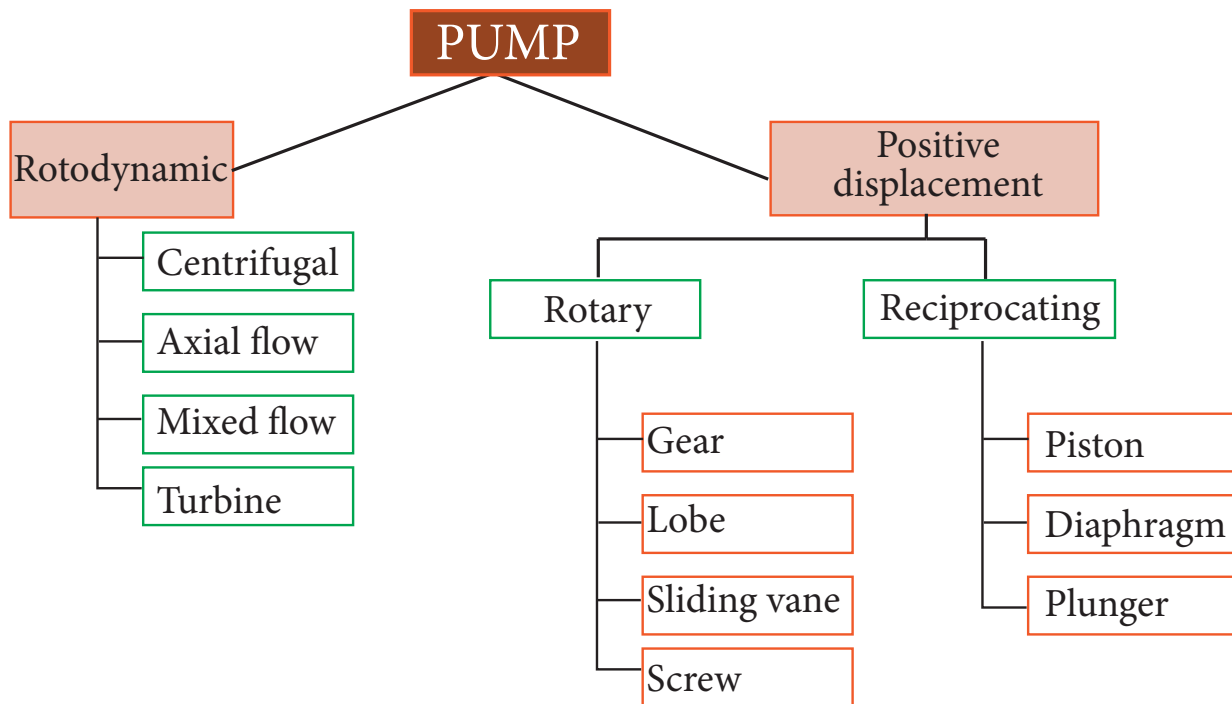 PUMP
Rotodynamic
Centrifugal
Axial flow
Mixed flow
Turbine
Positive
displacement
Rotary
Gear
Lobe
Sliding vane
Screw
Reciprocating
Piston
Diaphragm
Plunger